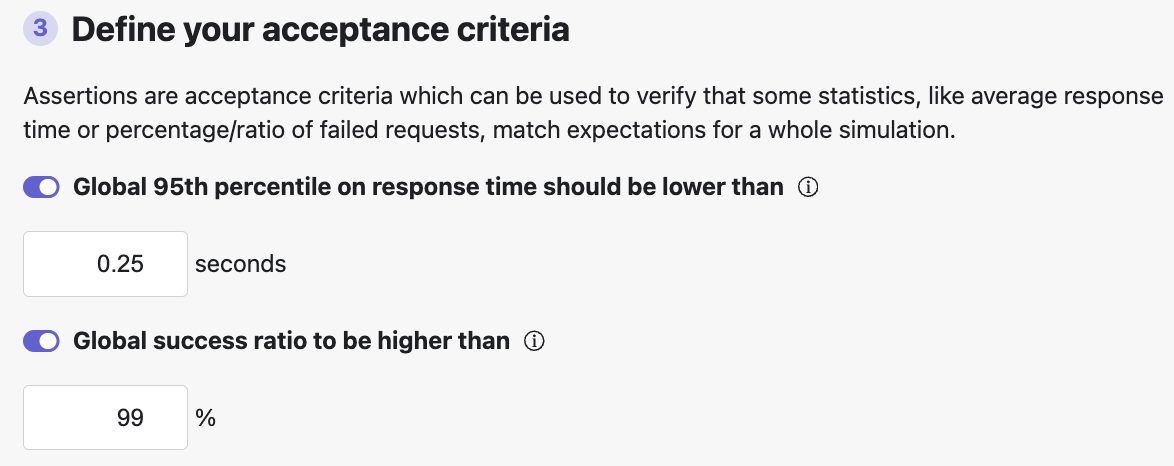 3 Define your acceptance criteria
Assertions are acceptance criteria which can be used to verify that some statistics, like average response
time or percentage/ratio of failed requests, match expectations for a whole simulation.
Global 95th percentile on response time should be lower than
0.25 seconds
Global success ratio to be higher than
99 %